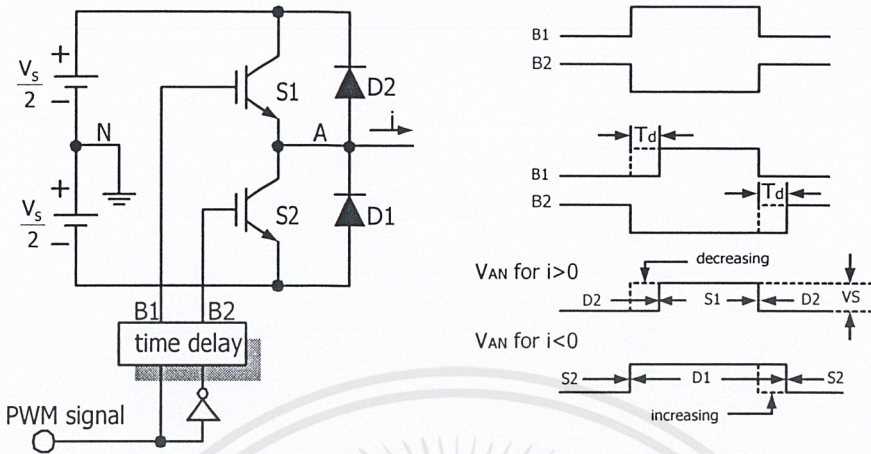 +
Vs
2
−
N
+
Vs
2
−
S1
D2
A
i
S2
D1
B1 B2
time delay
PWM signal
B1
B2
Td
B1
Td
B2
VAN for i>0
decreasing
D2 S1 D2 VS
VAN for i<0
S2 D1 S2
increasing